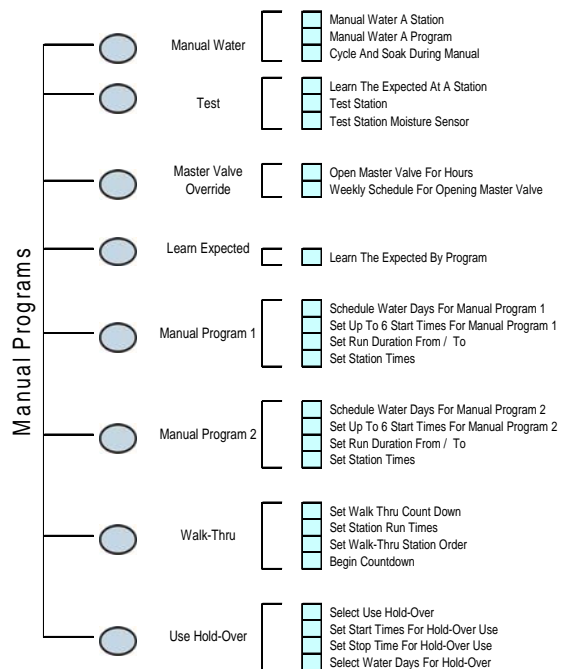 Manual Programs
Manual Water
Manual Water A Station
Manual Water A Program
Cycle And Soak During Manual
Test
Learn The Expected At A Station
Test Station
Test Station Moisture Sensor
Master Valve
Override
Open Master Valve For Hours
Weekly Schedule For Opening Master Valve
Learn Expected
Learn The Expected By Program
Manual Program 1
Schedule Water Days For Manual Program 1
Set Up To 6 Start Times For Manual Program 1
Set Run Duration From / To
Set Station Times
Manual Program 2
Schedule Water Days For Manual Program 2
Set Up To 6 Start Times For Manual Program 2
Set Run Duration From / To
Set Station Times
Walk-Thru
Set Walk Thru Count Down
Set Station Run Times
Set Walk-Thru Station Order
Begin Countdown
Use Hold-Over
Select Use Hold-Over
Set Start Times For Hold-Over Use
Set Stop Time For Hold-Over Use
Select Water Days For Hold-Over